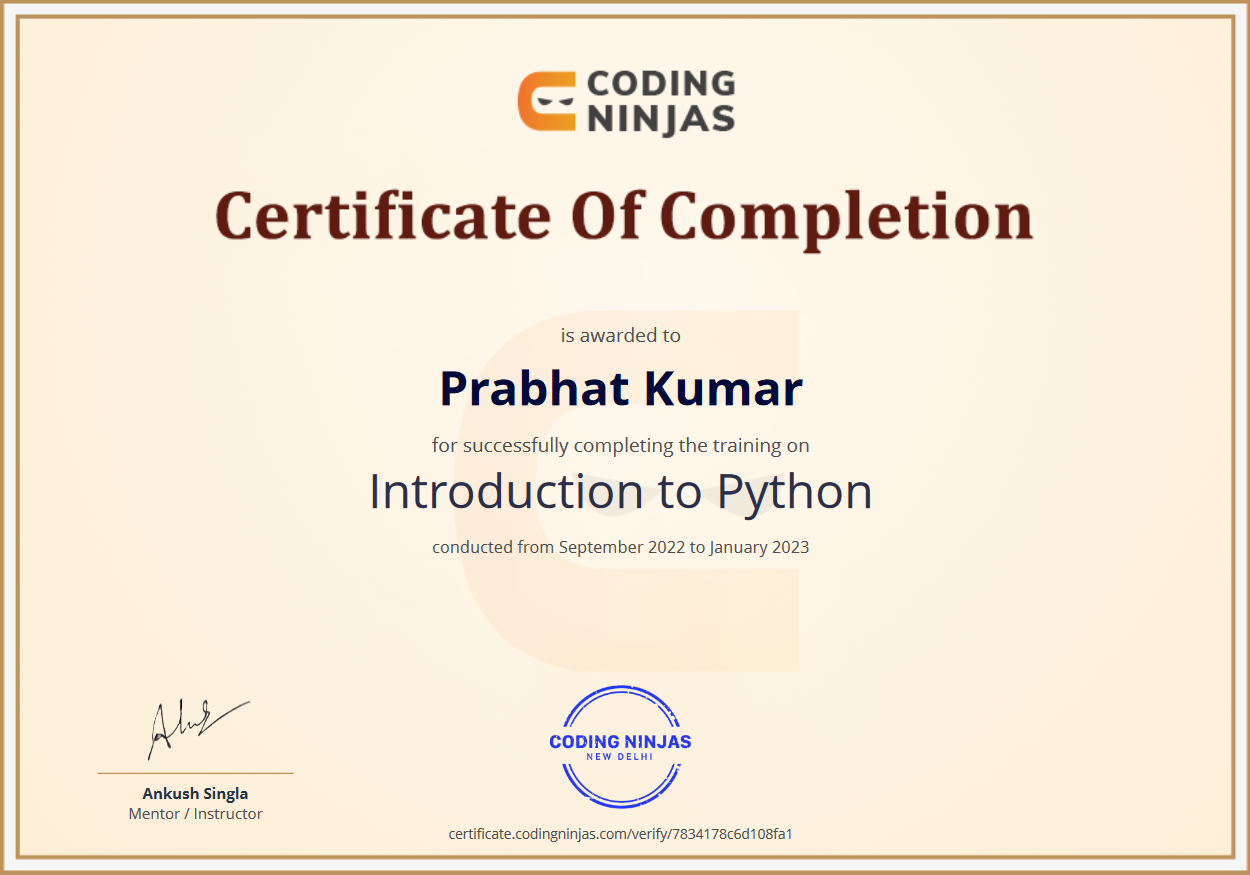 CODING
NINJAS
Certificate Of Completion
is awarded to
Prabhat Kumar
for successfully completing the training on
Introduction to Python
conducted from September 2022 to January 2023
CODING NINJAS
NEW DELHI
Ankush Singla
Mentor / Instructor
certificate.codingninjas.com/verify/7834178c6d108fa1